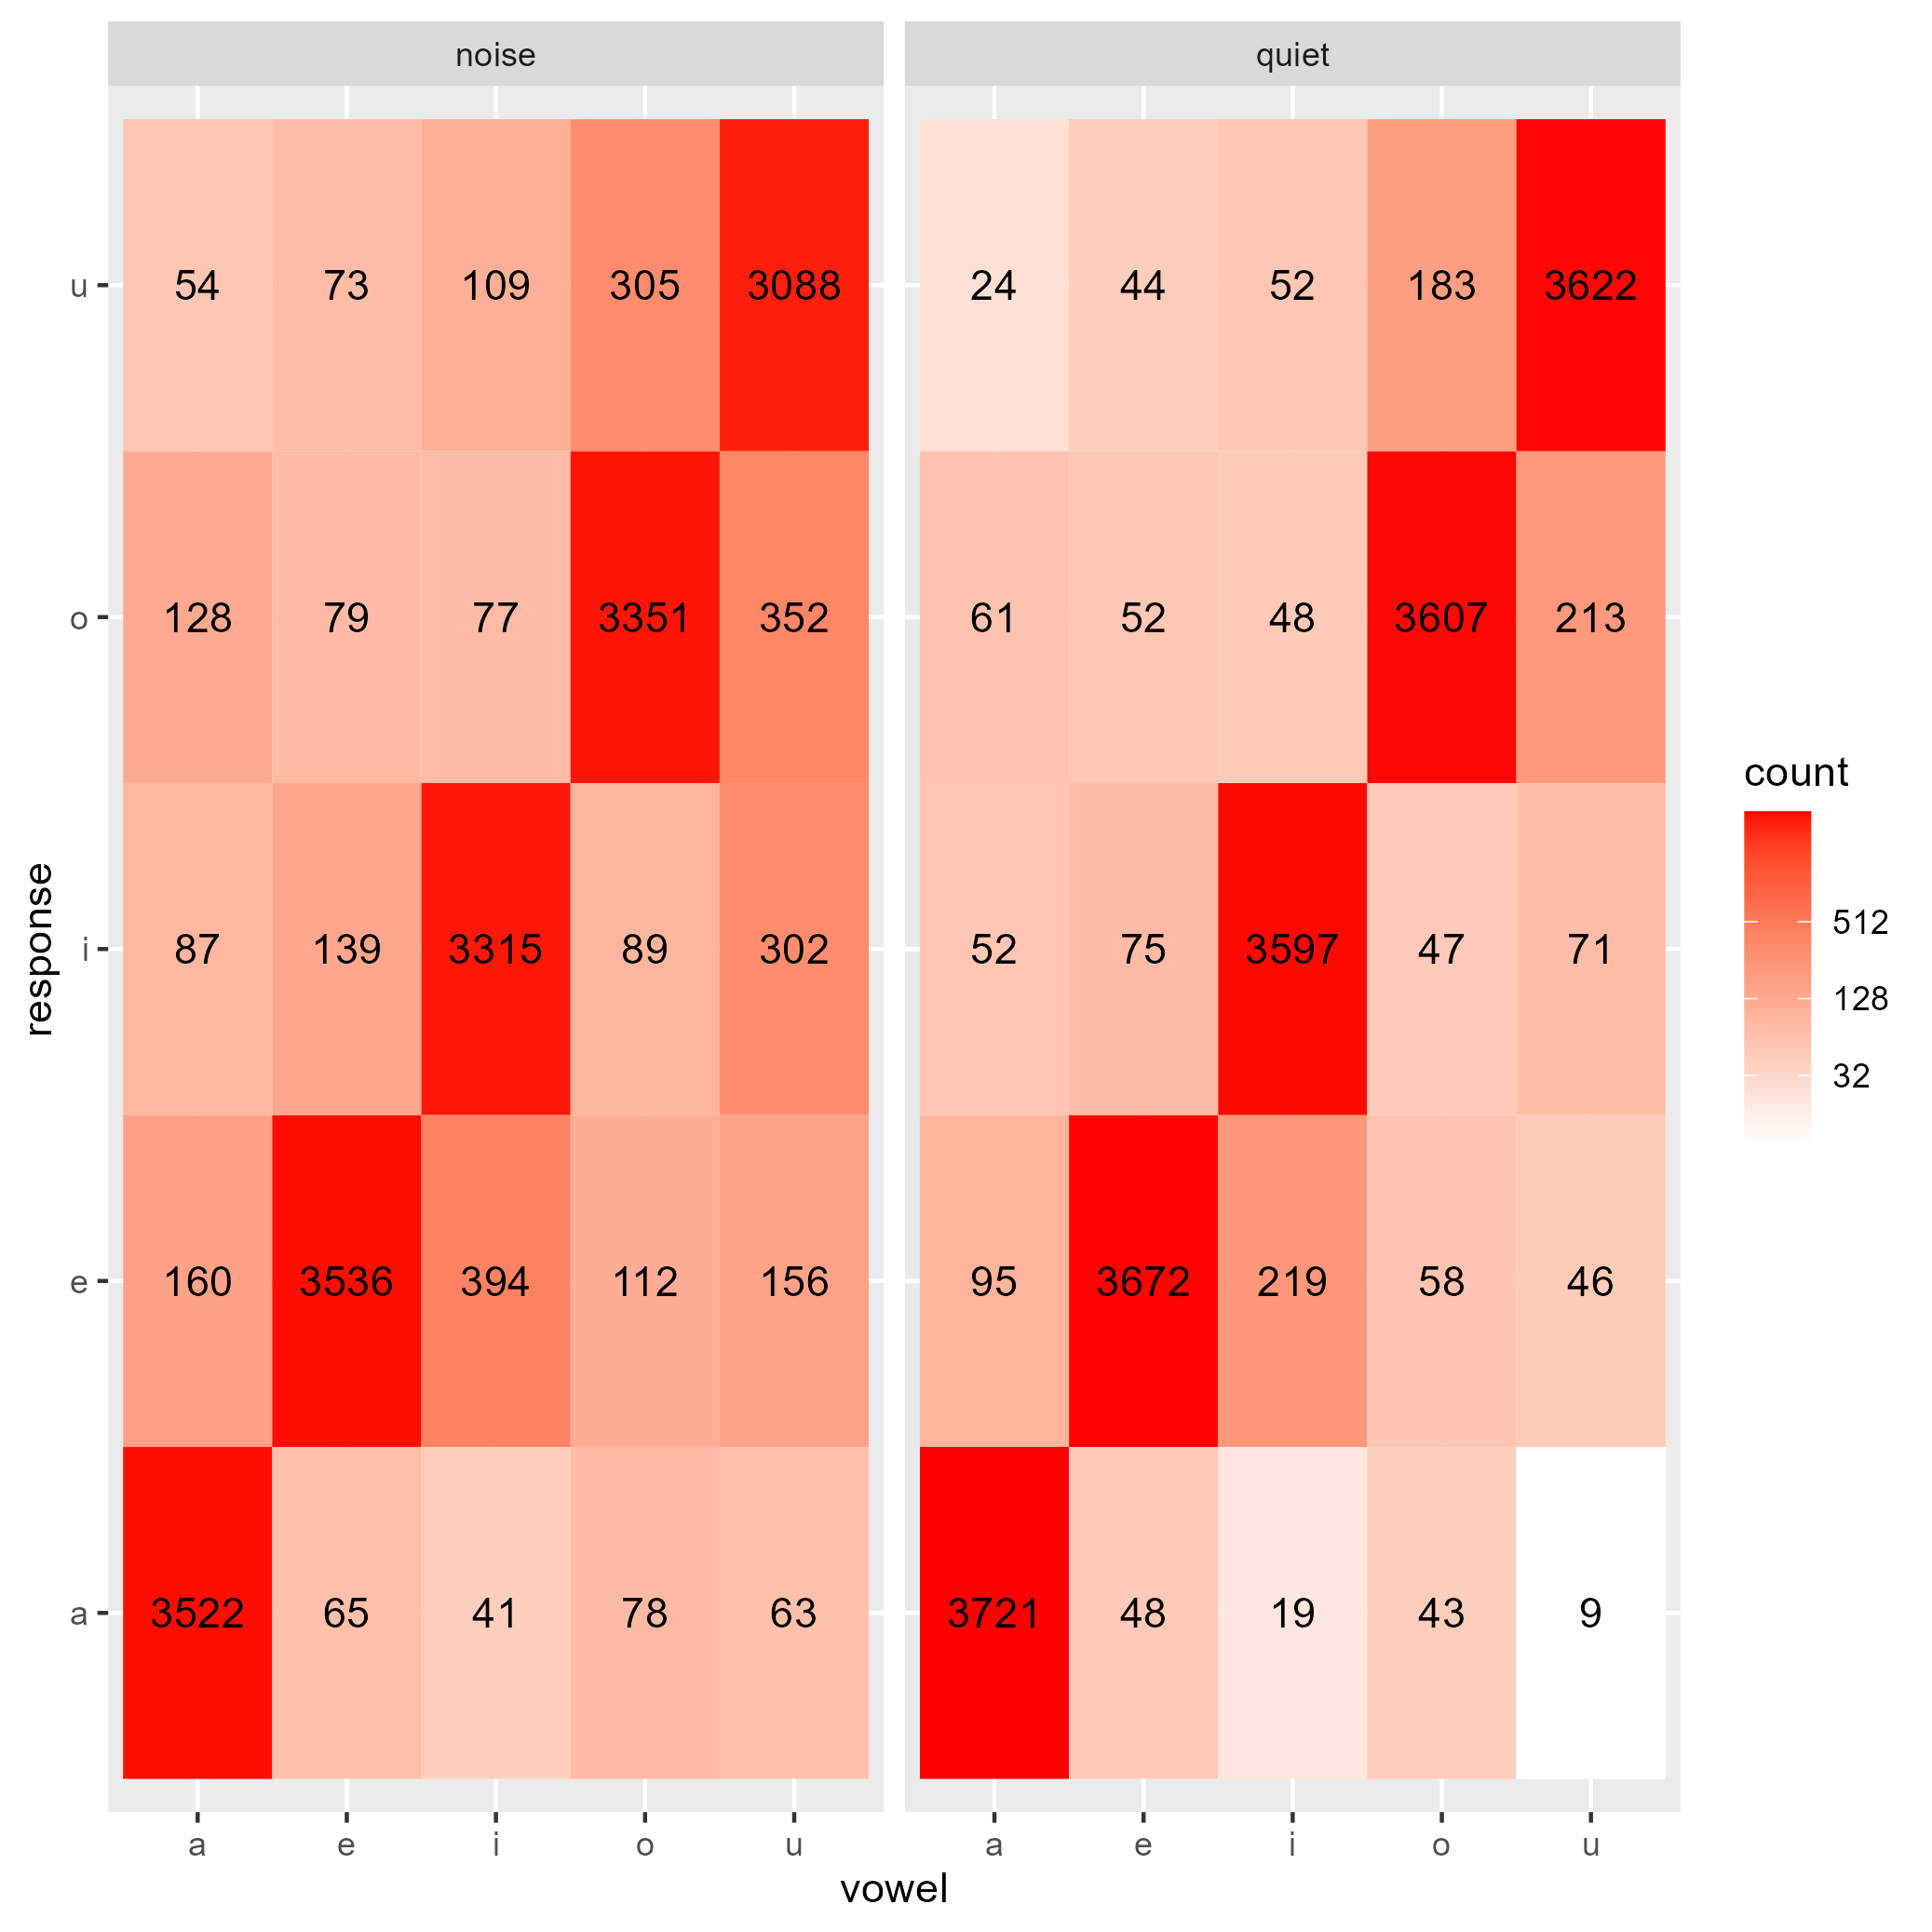 noise quiet
u 54 73 109 305 3088 24 44 52 183 3622
o 128 79 77 3351 352 61 52 48 3607 213
i 87 139 3315 89 302 52 75 3597 47 71
e 160 3536 394 112 156 95 3672 219 58 46
a 3522 65 41 78 63 3721 48 19 43 9
a e i o u a e i o u
vowel
response
count
512
128
32